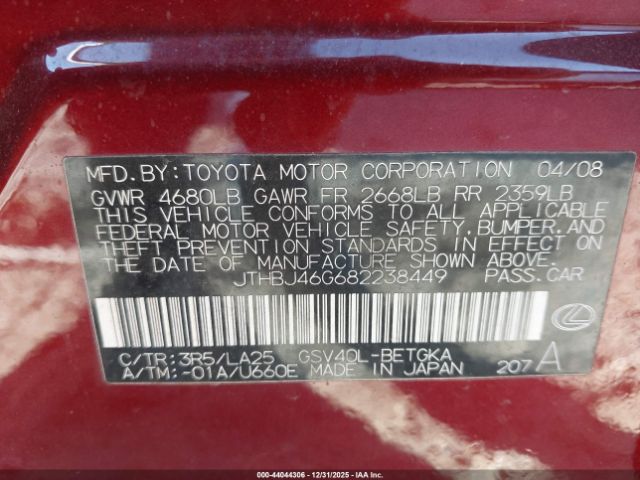 MFD.BY:TOYOTA MOTOR CORPORATION 04/08
GVWR 4680LB GAWR FR 2668LB RR 2359LB
THIS VEHICLE CONFORMS TO ALL APPLICABLE
FEDERAL MOTOR VEHICLE SAFETY,BUMPER,AND
THEFT PREVENTION STANDARDS IN EFFECT ON
THE DATE OF MANUFACTURE SHOWN ABOVE.
JTHBJ46G682238449 PASS.CAR
C/TR:3R5/LA25 GSV40L-BETGKA
A/TM:-01A/U660E MADE IN JAPAN 207 A
000-44044306 - 12/31/2025 - IAAI.COM